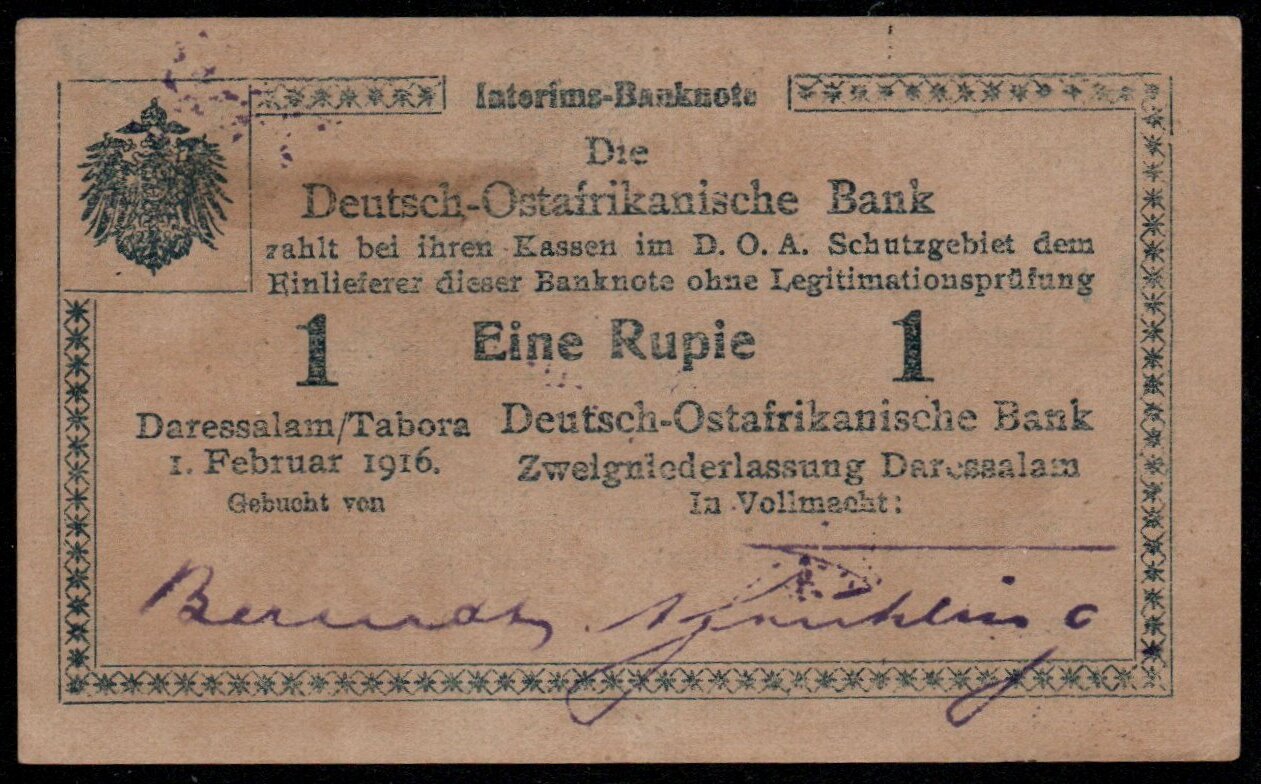 Interims-Banknote
Die
Deutsch-Ostafrikanische Bank
zahlt bei ihren Kassen im D. O. A. Schutzgebiet dem
Einlieferer dieser Banknote ohne Legitimationsprüfung
1 Eine Rupie 1
Daressalam/Tabora
1. Februar 1916.
Gebucht von
Deutsch-Ostafrikanische Bank
Zweigniederlassung Daressalam
In Vollmacht: